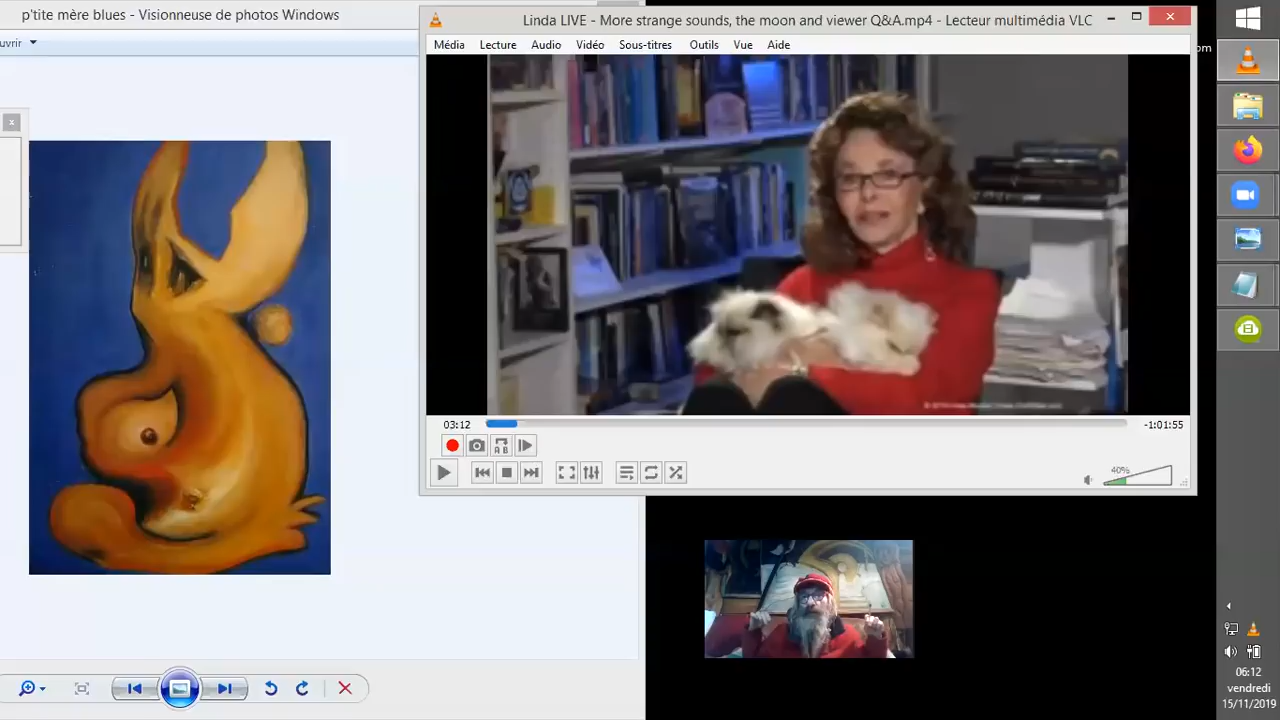 p'tite mère blues - Visionneuse de photos Windows
uvrir
x
Linda LIVE - More strange sounds, the moon and viewer Q&A.mp4 - Lecteur multimédia VLC
Média Lecture Audio Vidéo Sous-titres Outils Vue Aide
om
03:12
-1:01:55
A B
40%
06:12
vendredi
15/11/2019